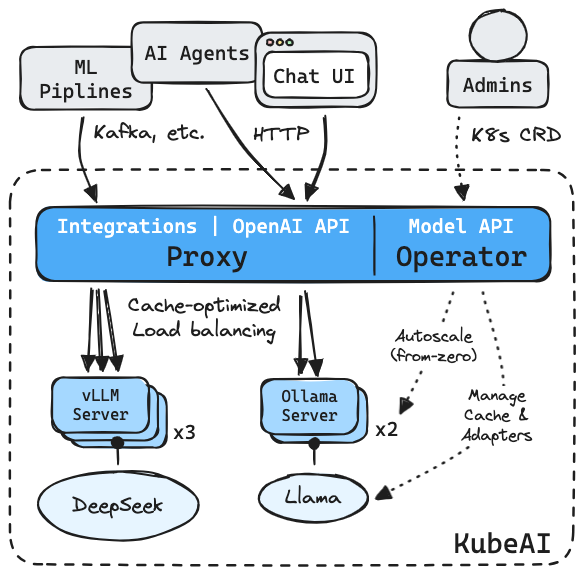 ML
Piplines
AI Agents
Chat UI
Admins
Kafka, etc.
HTTP
K8s CRD
Integrations | OpenAI API
Proxy
Model API
Operator
Cache-optimized
Load balancing
Autoscale
(from-zero)
Manage
Cache &
Adapters
vLLM
Server
x3
Ollama
Server
x2
DeepSeek
Llama
KubeAI